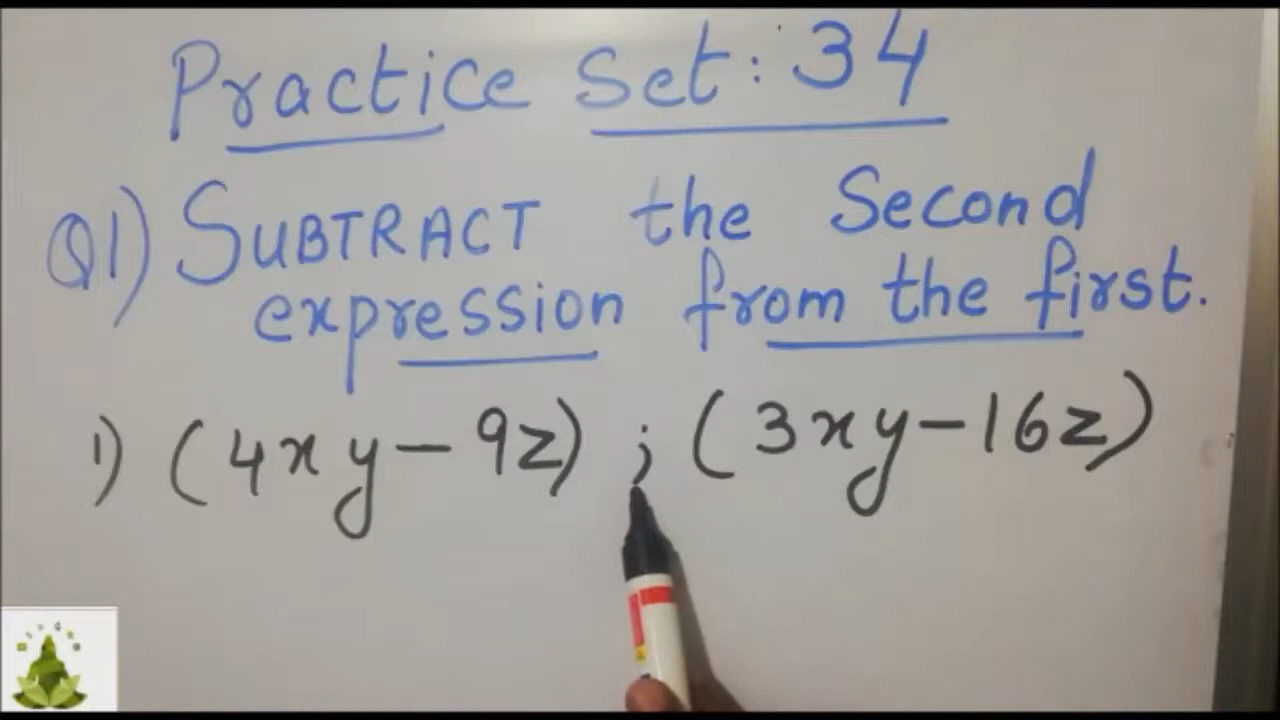 Practice Set: 34
Q1) SUBTRACT the Second
expression from the first.
1) (4xy-9z) ; (3xy-16z)